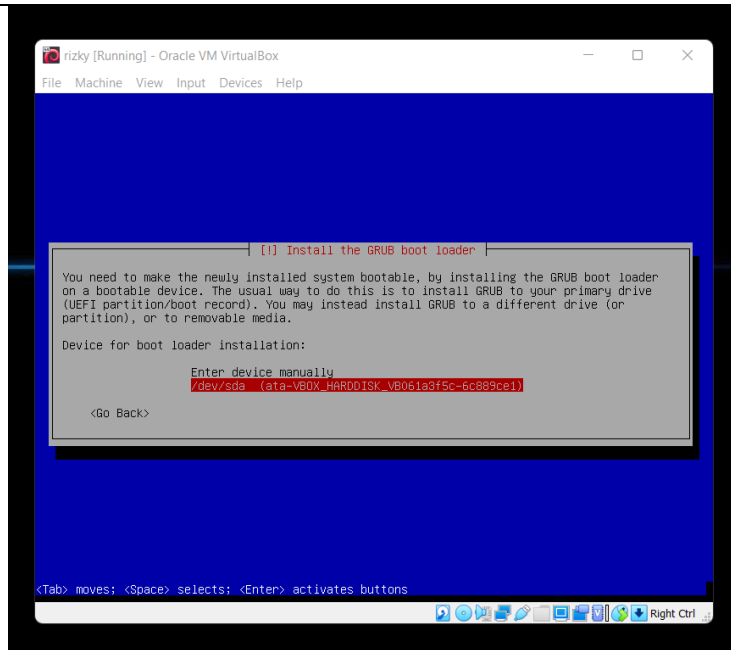 rizky [Running] - Oracle VM VirtualBox
File Machine View Input Devices Help
[!] Install the GRUB boot loader
You need to make the newly installed system bootable, by installing the GRUB boot loader
on a bootable device. The usual way to do this is to install GRUB to your primary drive
(UEFI partition/boot record). You may instead install GRUB to a different drive (or
partition), or to removable media.
Device for boot loader installation:
Enter device manually
/dev/sda (ata-VBOX_HARDDISK_VB061a3f5c-6c889ce1)
<Go Back>
<Tab> moves; <Space> selects; <Enter> activates buttons
Right Ctrl